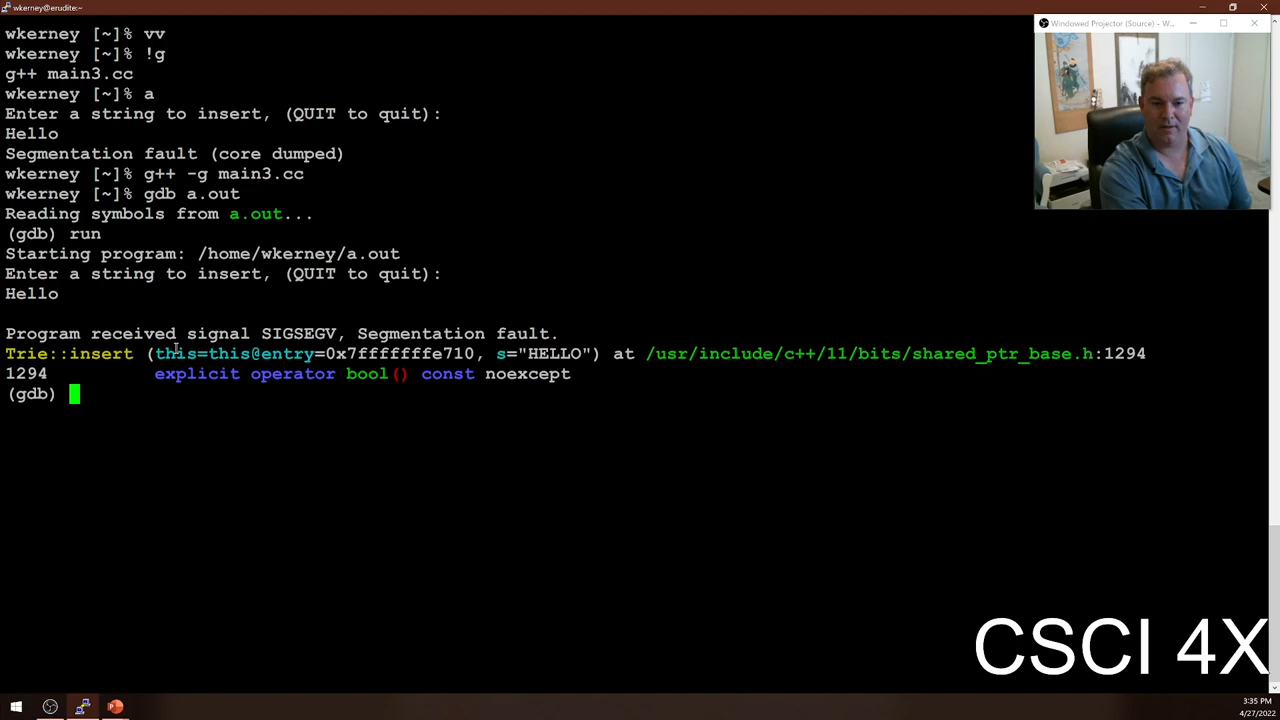 wkerney@erudite:~
Windowed Projector (Source) - W...
wkerney [~]% vv
wkerney [~]% !g
g++ main3.cc
wkerney [~]% a
Enter a string to insert, (QUIT to quit):
Hello
Segmentation fault (core dumped)
wkerney [~]% g++ -g main3.cc
wkerney [~]% gdb a.out
Reading symbols from a.out...
(gdb) run
Starting program: /home/wkerney/a.out
Enter a string to insert, (QUIT to quit):
Hello
Program received signal SIGSEGV, Segmentation fault.
Trie::insert (this=this@entry=0x7fffffffe710, s="HELLO") at /usr/include/c++/11/bits/shared_ptr_base.h:1294
1294 explicit operator bool() const noexcept
(gdb)
CSCI 4X
3:35 PM
4/27/2022